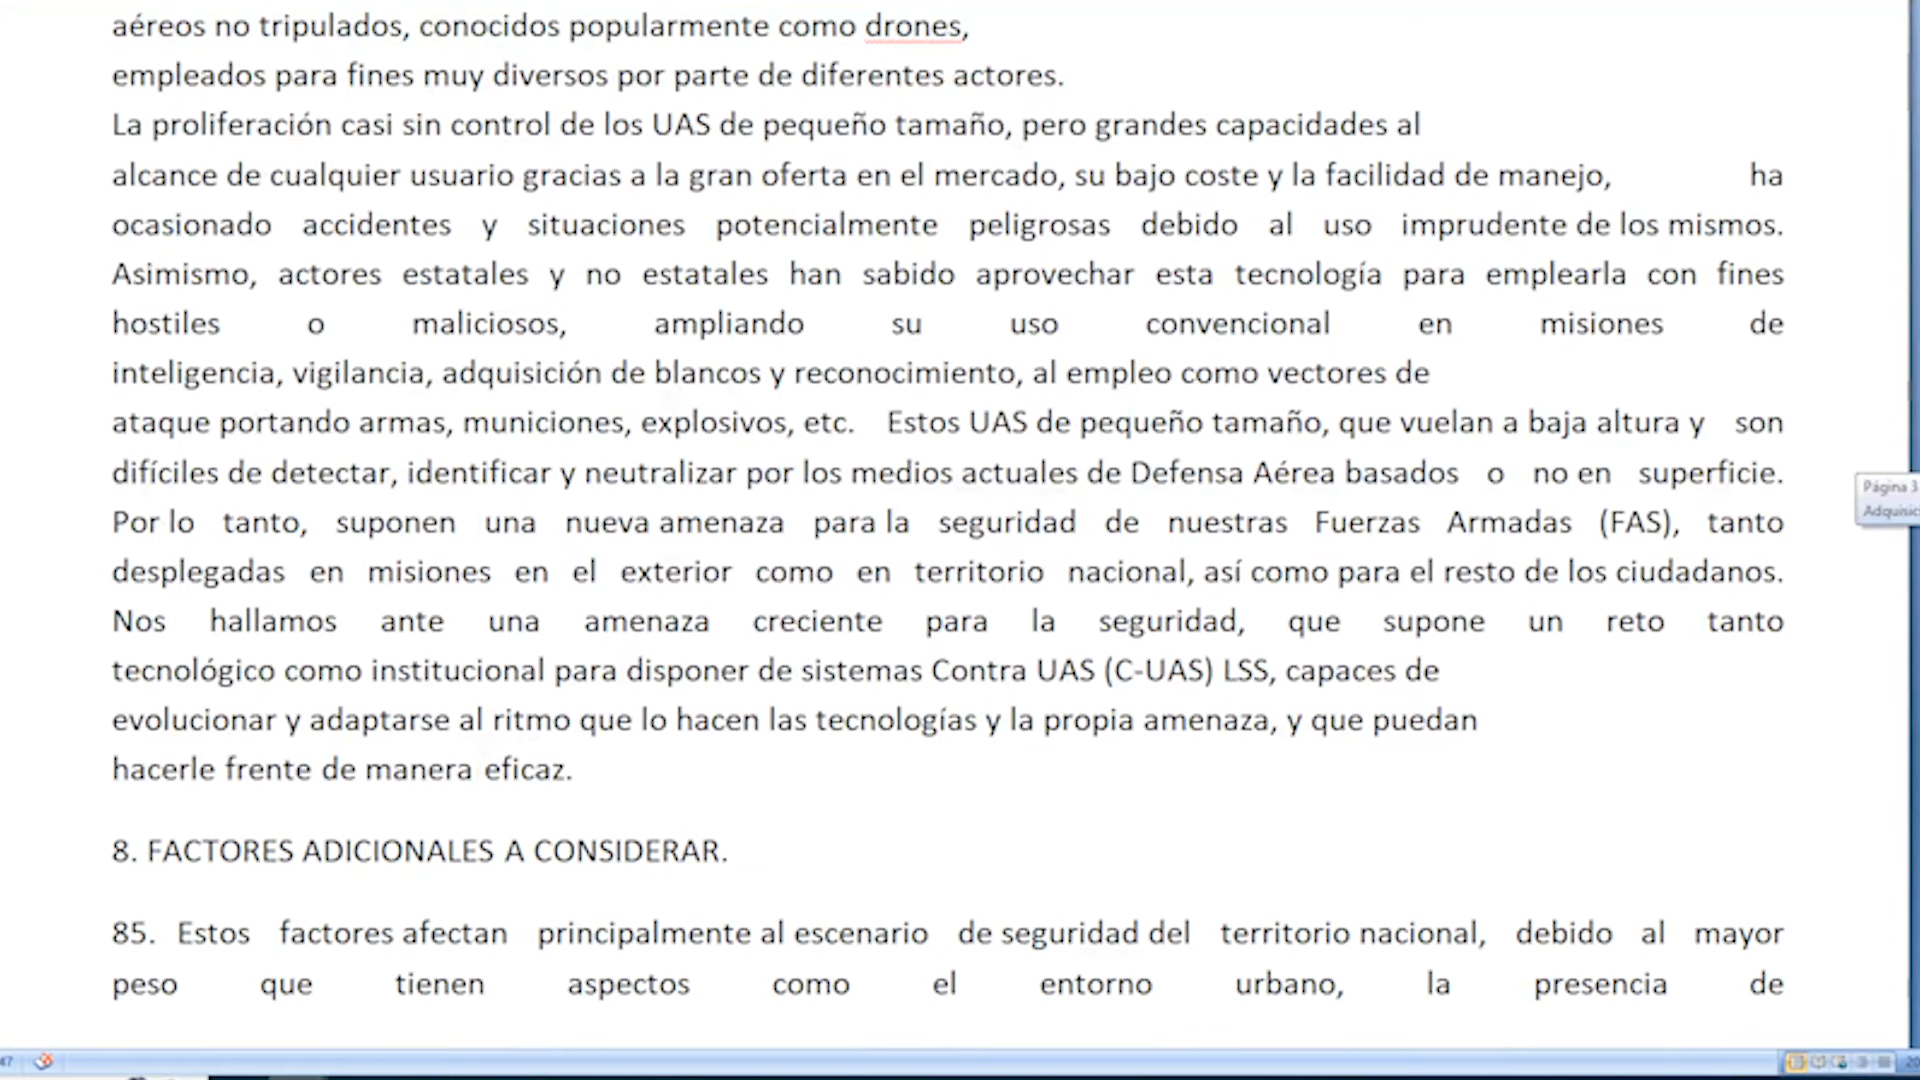 aéreos no tripulados, conocidos popularmente como drones,
empleados para fines muy diversos por parte de diferentes actores.
La proliferación casi sin control de los UAS de pequeño tamaño, pero grandes capacidades al
alcance de cualquier usuario gracias a la gran oferta en el mercado, su bajo coste y la facilidad de manejo, ha
ocasionado accidentes y situaciones potencialmente peligrosas debido al uso imprudente de los mismos.
Asimismo, actores estatales y no estatales han sabido aprovechar esta tecnología para emplearla con fines
hostiles o maliciosos, ampliando su uso convencional en misiones de
inteligencia, vigilancia, adquisición de blancos y reconocimiento, al empleo como vectores de
ataque portando armas, municiones, explosivos, etc. Estos UAS de pequeño tamaño, que vuelan a baja altura y son
difíciles de detectar, identificar y neutralizar por los medios actuales de Defensa Aérea basados o no en superficie.
Por lo tanto, suponen una nueva amenaza para la seguridad de nuestras Fuerzas Armadas (FAS), tanto
desplegadas en misiones en el exterior como en territorio nacional, así como para el resto de los ciudadanos.
Nos hallamos ante una amenaza creciente para la seguridad, que supone un reto tanto
tecnológico como institucional para disponer de sistemas Contra UAS (C-UAS) LSS, capaces de
evolucionar y adaptarse al ritmo que lo hacen las tecnologías y la propia amenaza, y que puedan
hacerle frente de manera eficaz.
8. FACTORES ADICIONALES A CONSIDERAR.
85. Estos factores afectan principalmente al escenario de seguridad del territorio nacional, debido al mayor
peso que tienen aspectos como el entorno urbano, la presencia de
Página 3
Adquisic
47
20